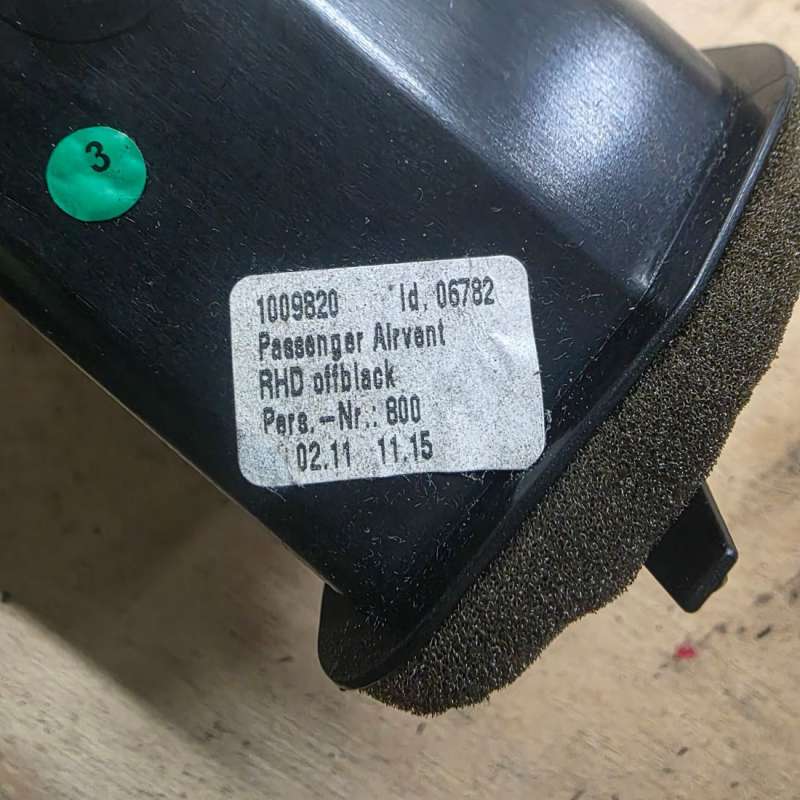 3
1009820 Id. 06782
Passenger Airvent
RHD offblack
Pers.-Nr.: 800
02.11 11.15